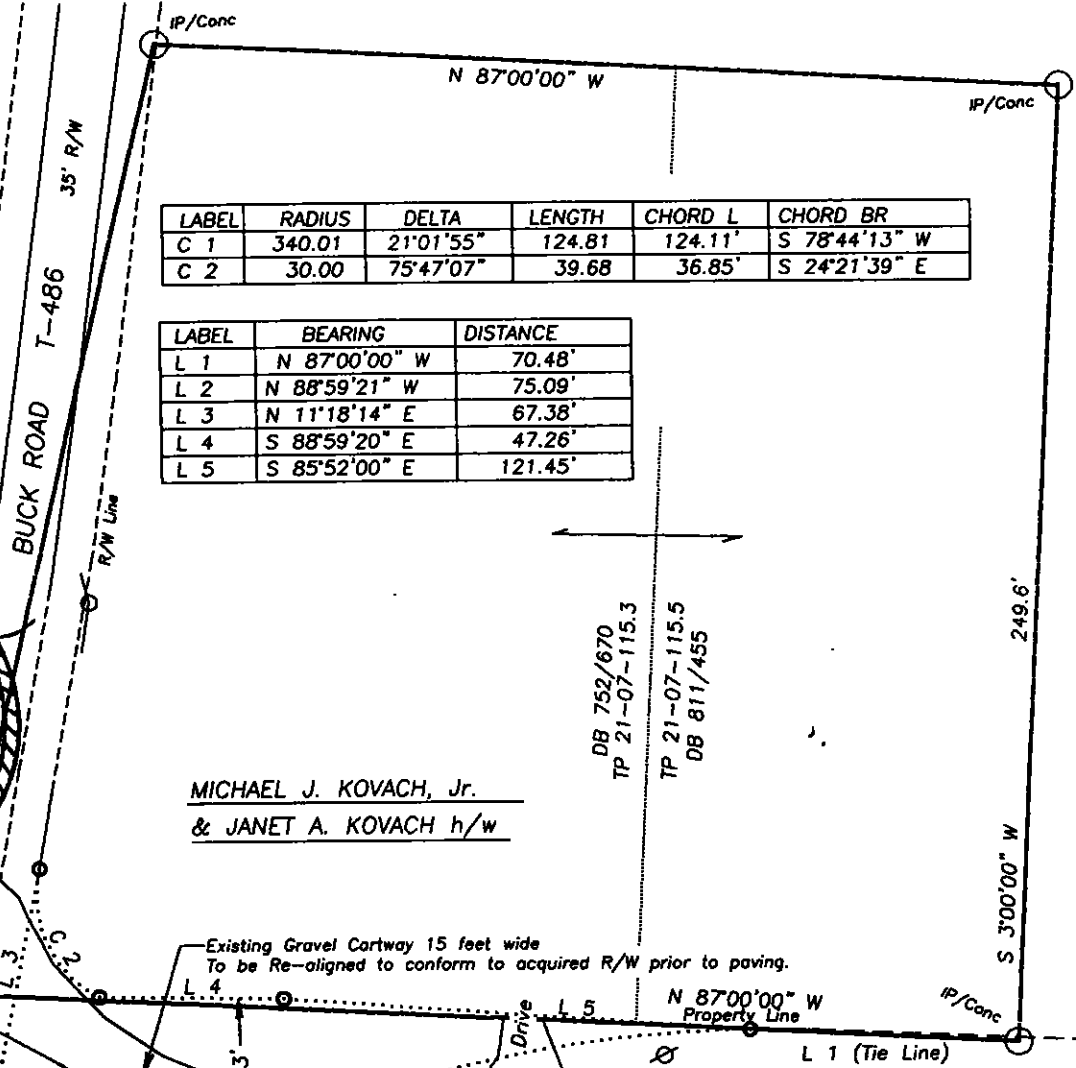 IP/Conc
N 87°00'00" W
IP/Conc
35' R/W
BUCK ROAD T-486
R/W Line
LABEL RADIUS DELTA LENGTH CHORD L CHORD BR
C 1 340.01 21°01'55" 124.81 124.11' S 78°44'13" W
C 2 30.00 75°47'07" 39.68 36.85' S 24°21'39" E
LABEL BEARING DISTANCE
L 1 N 87°00'00" W 70.48'
L 2 N 88°59'21" W 75.09'
L 3 N 11°18'14" E 67.38'
L 4 S 88°59'20" E 47.26'
L 5 S 85°52'00" E 121.45'
DB 752/670
TP 21-07-115.3
TP 21-07-115.5
DB 811/455
249.6'
S 3°00'00" W
MICHAEL J. KOVACH, Jr.
& JANET A. KOVACH h/w
Existing Gravel Cartway 15 feet wide
To be Re-aligned to conform to acquired R/W prior to paving.
L 3
C 2
L 4
3'
Drive
L 5
N 87°00'00" W
Property Line
IP/Conc
L 1 (Tie Line)